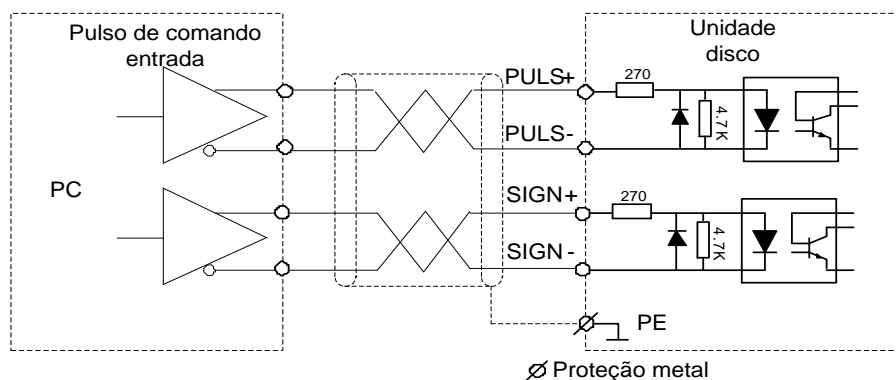 Pulso de comando
entrada
Unidade
disco
PULS+
270
4.7K
PULS-
PC
SIGN+
270
4.7K
SIGN-
PE
Proteção metal